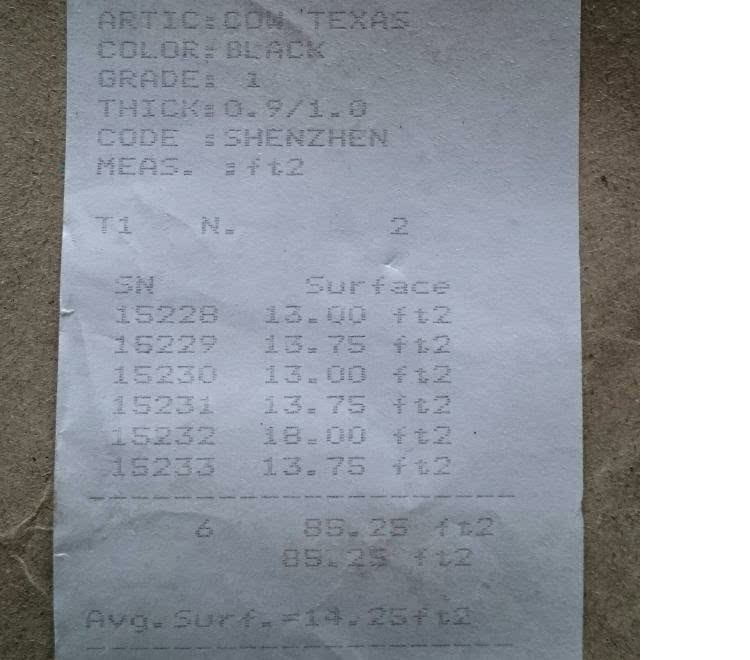 ARTIC:COW TEXAS
COLOR:BLACK
GRADE: 1
THICK:0.9/1.0
CODE :SHENZHEN
MEAS. :ft2
T1 N. 2
SN Surface
15228 13.00 ft2
15229 13.75 ft2
15230 13.00 ft2
15231 13.75 ft2
15232 18.00 ft2
15233 13.75 ft2
--------------------
6 85.25 ft2
85.25 ft2
Avg.Surf.=14.25ft2
--------------------